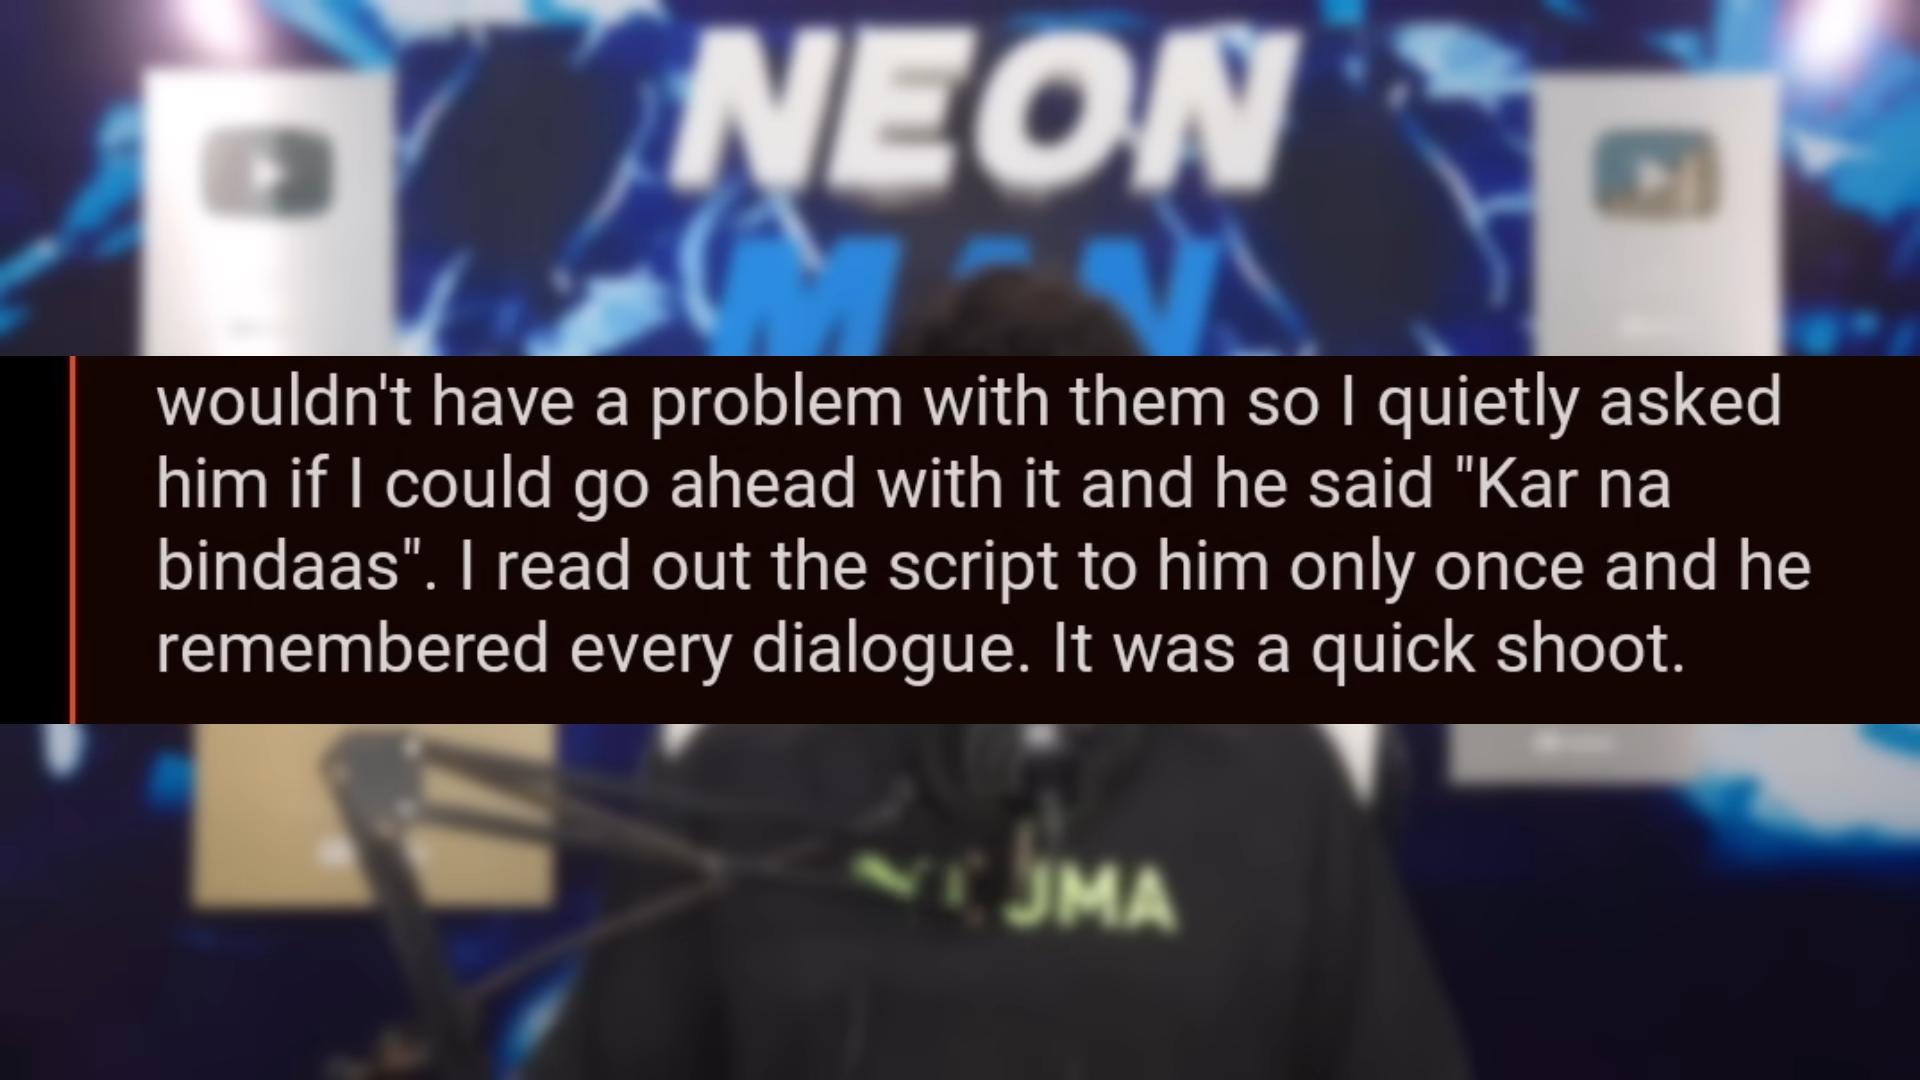 NEON
MAN
wouldn't have a problem with them so I quietly asked
him if I could go ahead with it and he said "Kar na
bindaas". I read out the script to him only once and he
remembered every dialogue. It was a quick shoot.